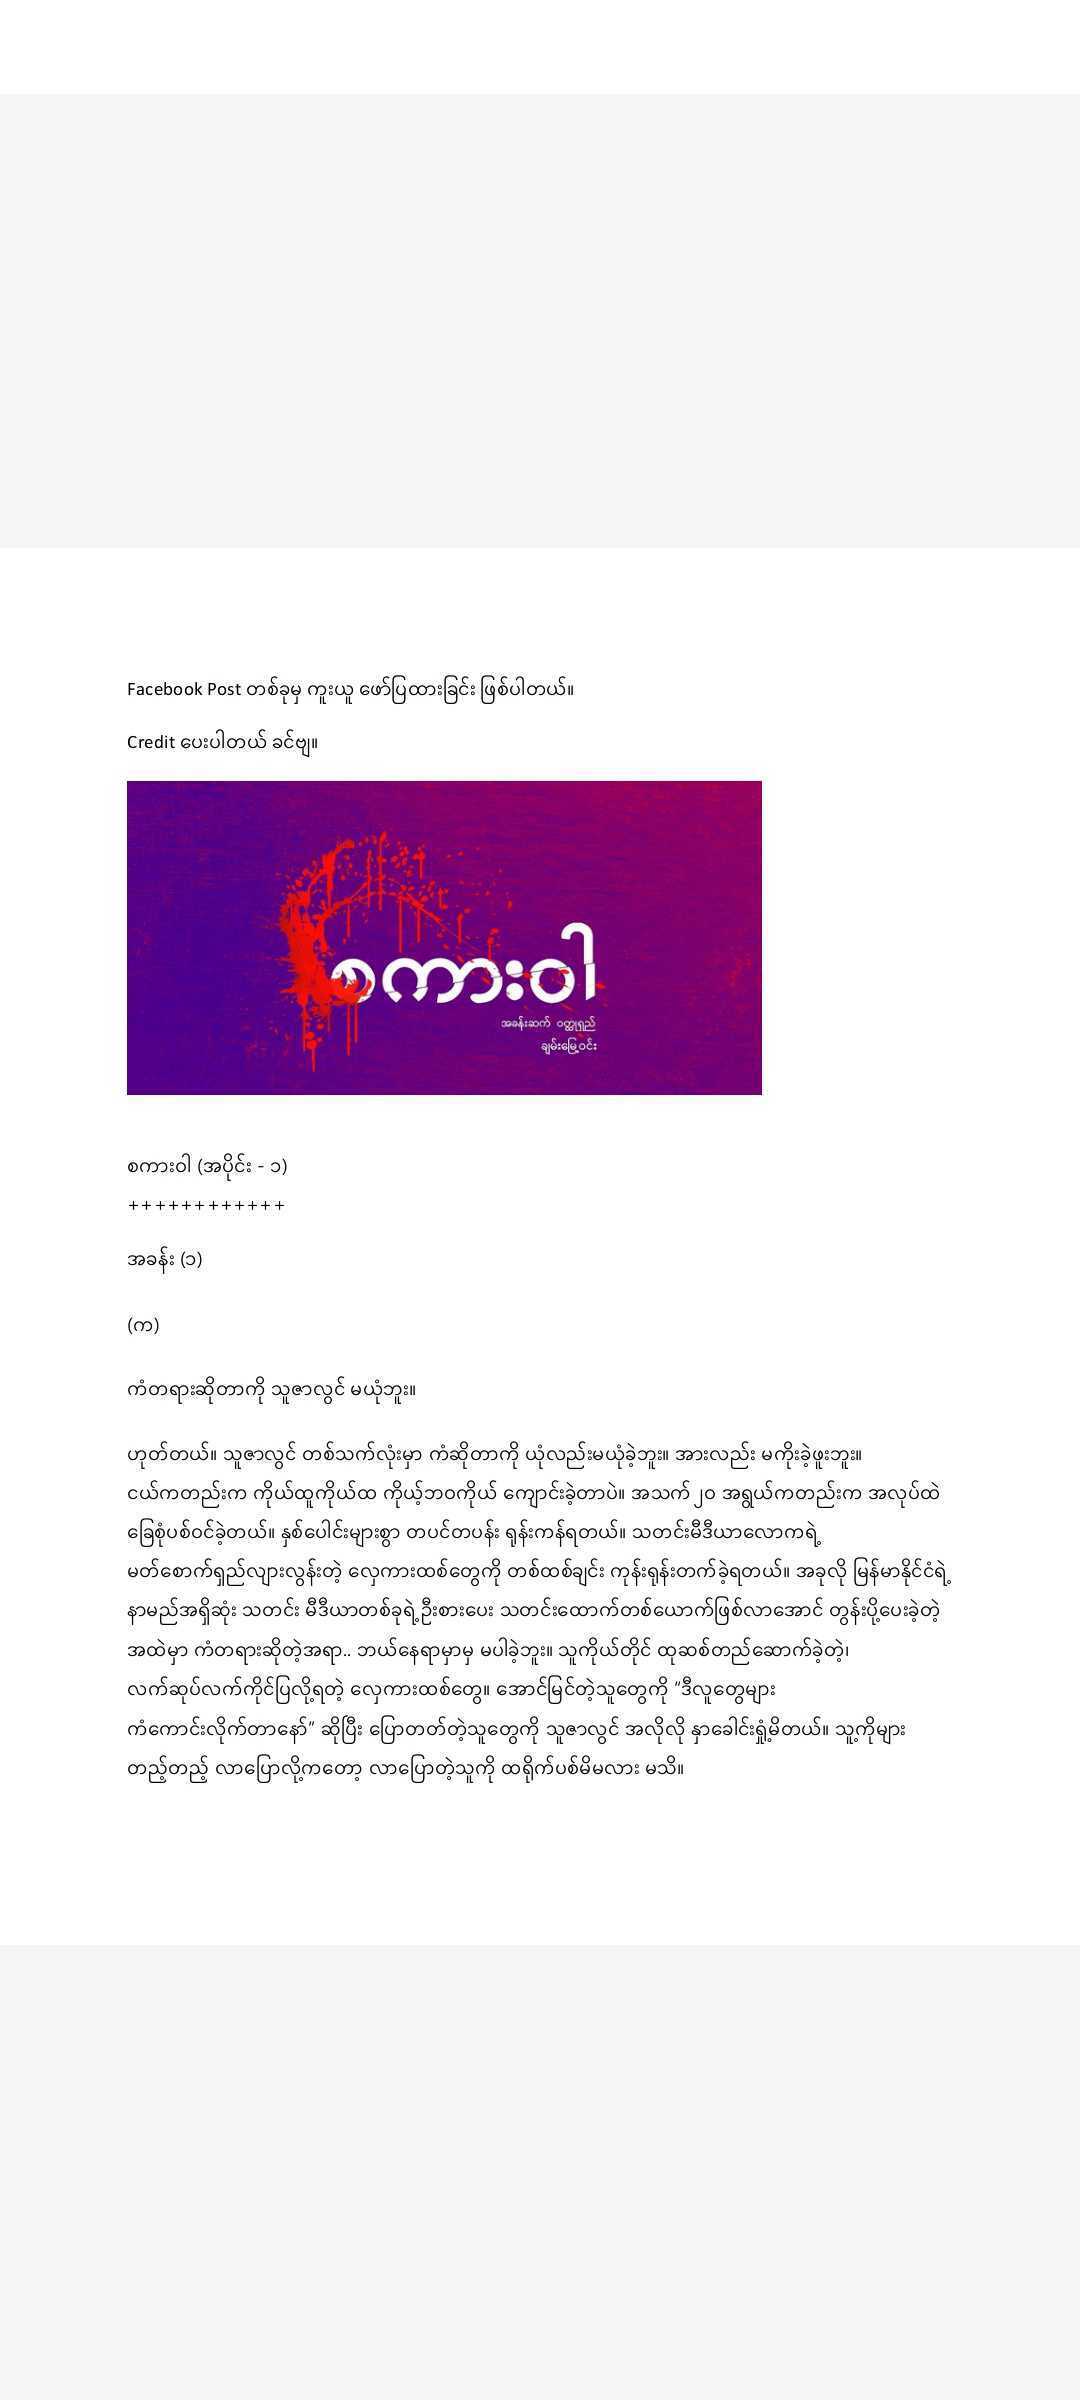 Facebook Post တစ်ခုမှ ကူးယူ ဖော်ပြထားခြင်း ဖြစ်ပါတယ်။
Credit ပေးပါတယ် ခင်ဗျ။
စကားဝါ
အခန်းဆက် ဝတ္ထုရှည်
ချမ်းမြေ့ဝင်း
စကားဝါ (အပိုင်း - ၁)
++++++++++++
အခန်း (၁)
(က)
ကံတရားဆိုတာကို သူဇာလွင် မယုံဘူး။
ဟုတ်တယ်။ သူဇာလွင် တစ်သက်လုံးမှာ ကံဆိုတာကို ယုံလည်းမယုံခဲ့ဘူး။ အားလည်း မကိုးခဲ့ဖူးဘူး။
ငယ်ကတည်းက ကိုယ်ထူကိုယ်ထ ကိုယ့်ဘဝကိုယ် ကျောင်းခဲ့တာပဲ။ အသက်၂၀ အရွယ်ကတည်းက အလုပ်ထဲ
ခြေစုံပစ်ဝင်ခဲ့တယ်။ နှစ်ပေါင်းများစွာ တပင်တပန်း ရုန်းကန်ရတယ်။ သတင်းမီဒီယာလောကရဲ့
မတ်စောက်ရှည်လျားလွန်းတဲ့ လှေကားထစ်တွေကို တစ်ထစ်ချင်း ကုန်းရုန်းတက်ခဲ့ရတယ်။ အခုလို မြန်မာနိုင်ငံရဲ့
နာမည်အရှိဆုံး သတင်း မီဒီယာတစ်ခုရဲ့ ဦးစားပေး သတင်းထောက်တစ်ယောက်ဖြစ်လာအောင် တွန်းပို့ပေးခဲ့တဲ့
အထဲမှာ ကံတရားဆိုတဲ့အရာ.. ဘယ်နေရာမှာမှ မပါခဲ့ဘူး။ သူကိုယ်တိုင် ထုဆစ်တည်ဆောက်ခဲ့တဲ့၊
လက်ဆုပ်လက်ကိုင်ပြလို့ရတဲ့ လှေကားထစ်တွေ။ အောင်မြင်တဲ့သူတွေကို “ဒီလူတွေများ
ကံကောင်းလိုက်တာနော်” ဆိုပြီး ပြောတတ်တဲ့သူတွေကို သူဇာလွင် အလိုလို နှာခေါင်းရှုံ့မိတယ်။ သူ့ကိုများ
တည့်တည့် လာပြောလို့ကတော့ လာပြောတဲ့သူကို ထရိုက်ပစ်မိမလား မသိ။